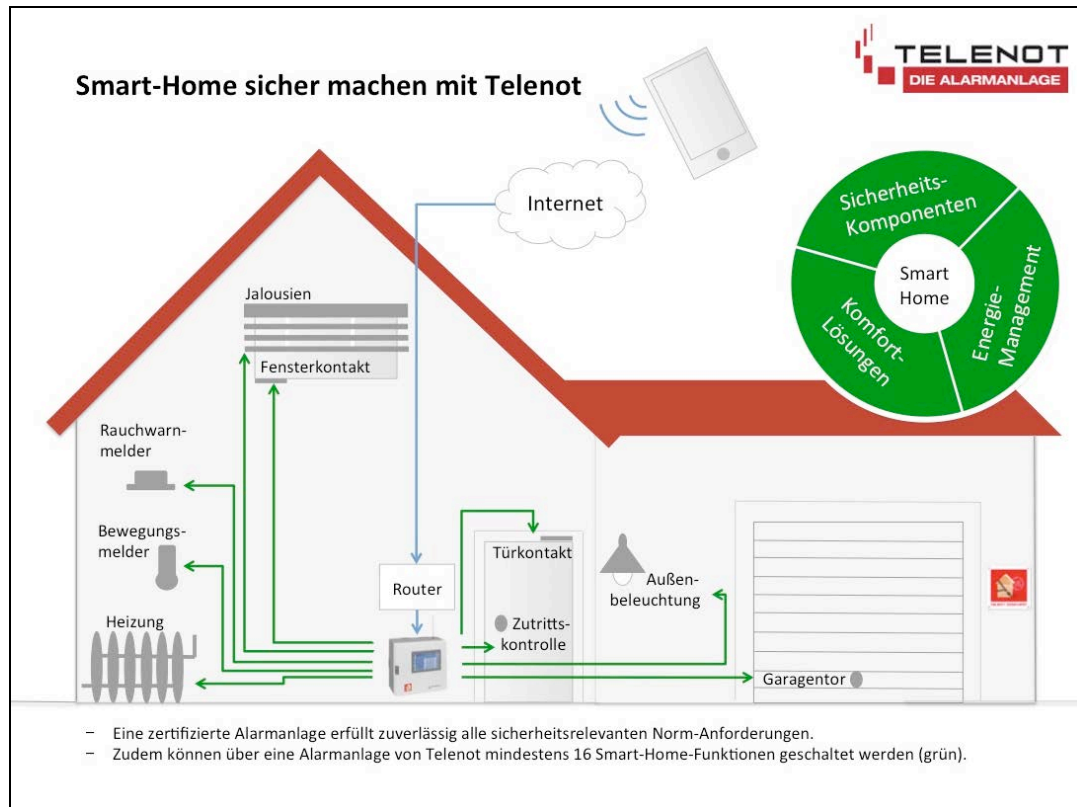 TELENOT
DIE ALARMANLAGE
Smart-Home sicher machen mit Telenot
Internet
Sicherheits-
Komponenten
Smart
Home
Energie-
Management
Komfort-
Lösungen
Jalousien
Fensterkontakt
Rauchwarn-
melder
Bewegungs-
melder
Heizung
Router
Türkontakt
Zutritts-
kontrolle
Außen-
beleuchtung
Garagentor
– Eine zertifizierte Alarmanlage erfüllt zuverlässig alle sicherheitsrelevanten Norm-Anforderungen.
– Zudem können über eine Alarmanlage von Telenot mindestens 16 Smart-Home-Funktionen geschaltet werden (grün).